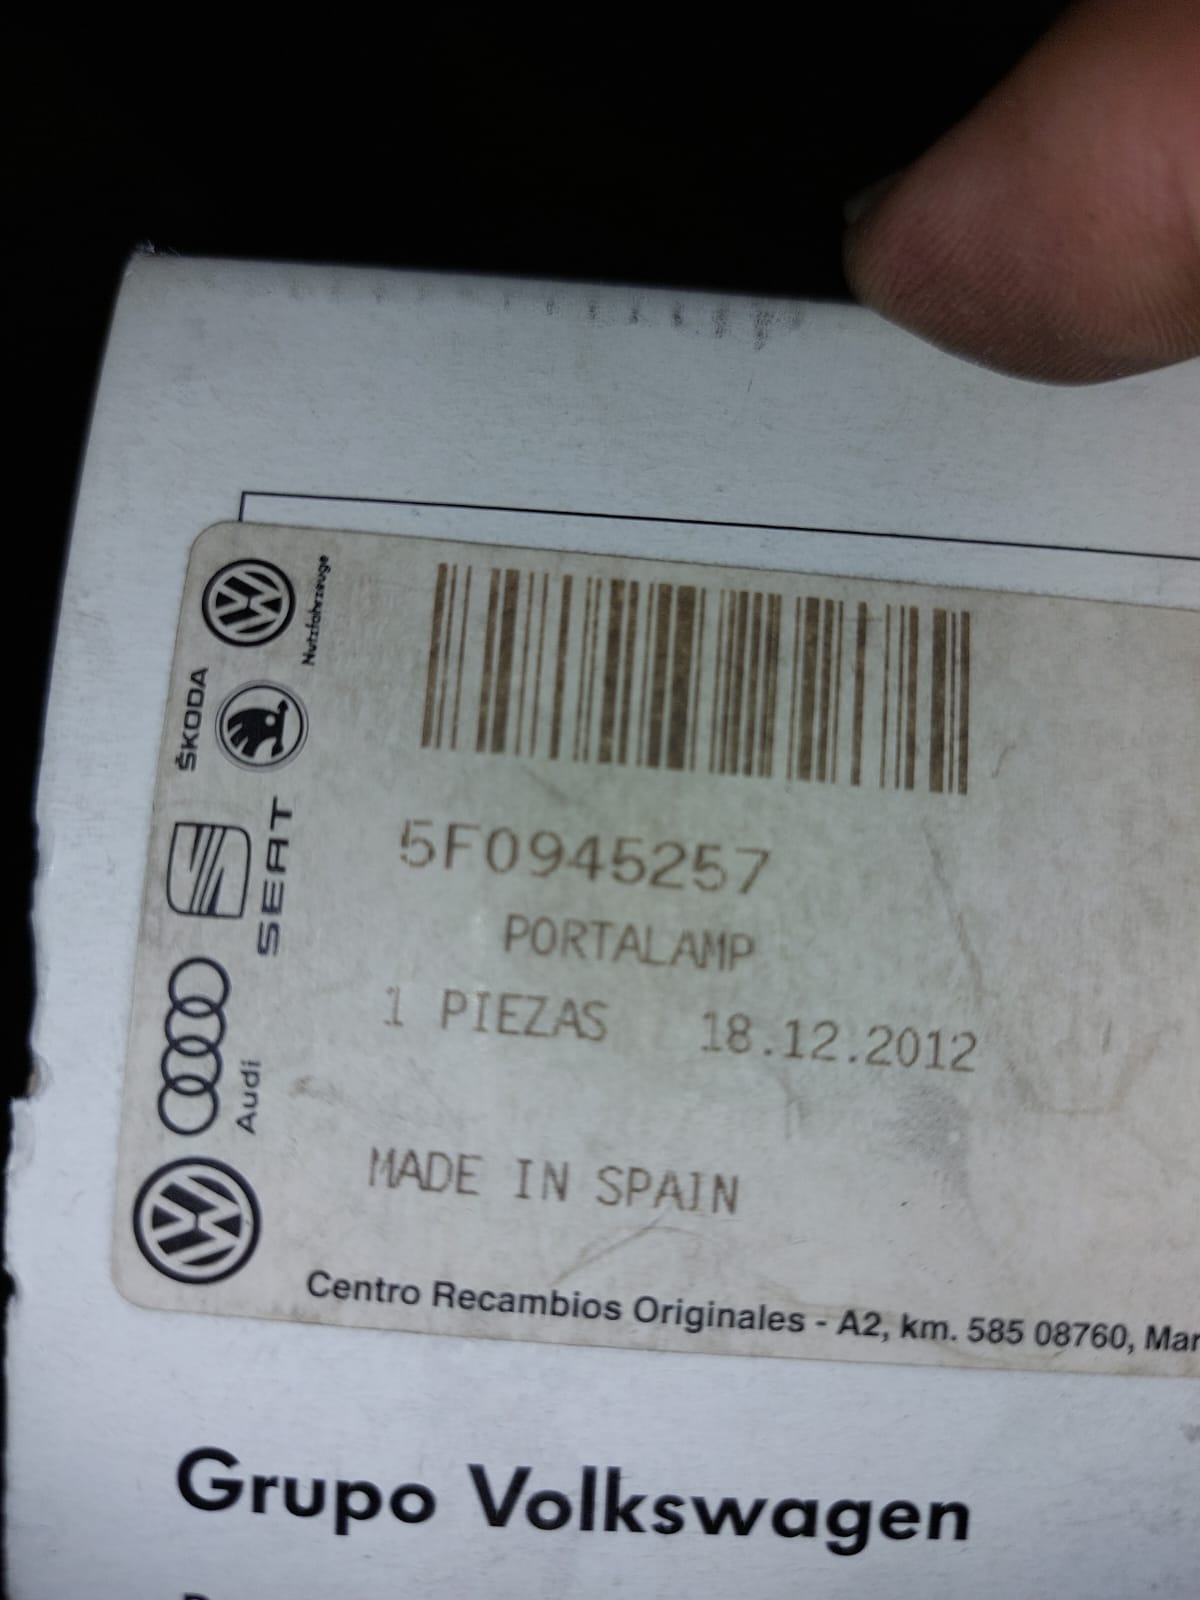 Nutzfahrzeuge
ŠKODA
SEAT
Audi
5F0945257
PORTALAMP
1 PIEZAS 18.12.2012
MADE IN SPAIN
Centro Recambios Originales - A2, km. 585 08760, Mar
Grupo Volkswagen